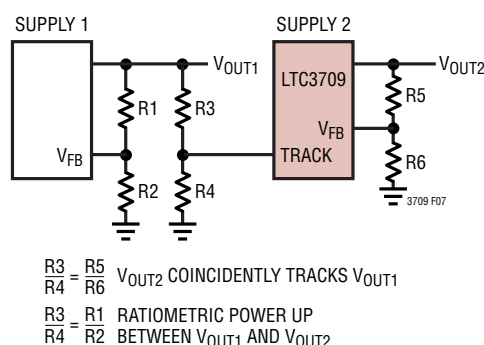 SUPPLY 1
SUPPLY 2
VOUT1
VOUT2
LTC3709
R1
R3
R5
VFB
VFB
TRACK
R2
R4
R6
3709 F07
R3/R4 = R5/R6 VOUT2 COINCIDENTLY TRACKS VOUT1
R3/R4 = R1/R2 RATIOMETRIC POWER UP
BETWEEN VOUT1 AND VOUT2